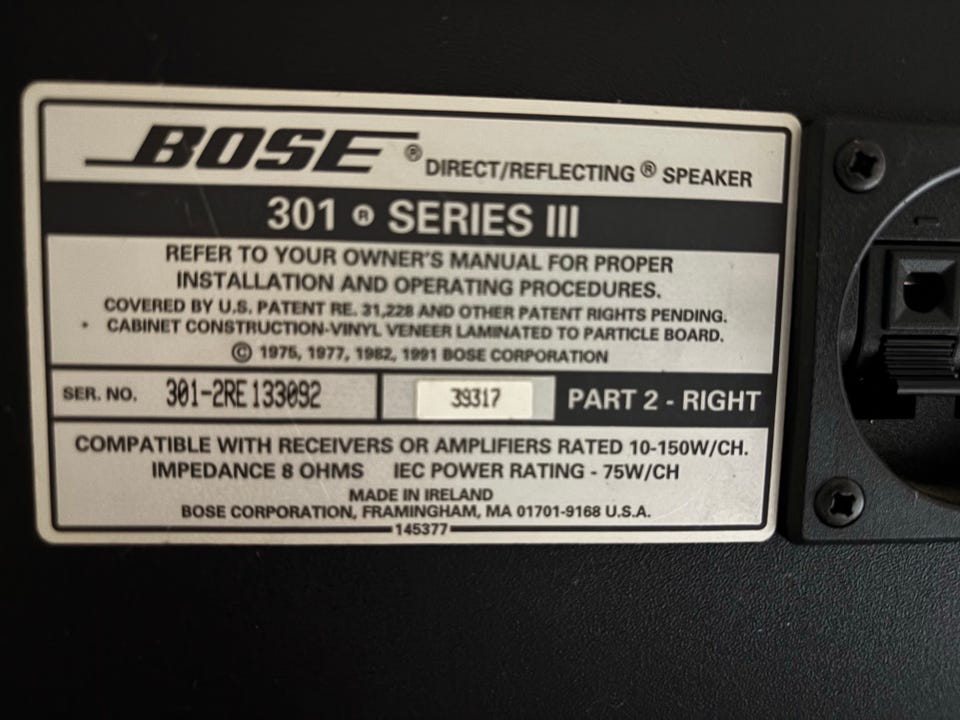 BOSE® DIRECT/REFLECTING® SPEAKER
301® SERIES III
REFER TO YOUR OWNER'S MANUAL FOR PROPER
INSTALLATION AND OPERATING PROCEDURES.
COVERED BY U.S. PATENT RE. 31,228 AND OTHER PATENT RIGHTS PENDING.
CABINET CONSTRUCTION-VINYL VENEER LAMINATED TO PARTICLE BOARD.
© 1975, 1977, 1982, 1991 BOSE CORPORATION
SER. NO. 301-2RE133092 39317 PART 2 - RIGHT
COMPATIBLE WITH RECEIVERS OR AMPLIFIERS RATED 10-150W/CH.
IMPEDANCE 8 OHMS IEC POWER RATING - 75W/CH
MADE IN IRELAND
BOSE CORPORATION, FRAMINGHAM, MA 01701-9168 U.S.A.
145377